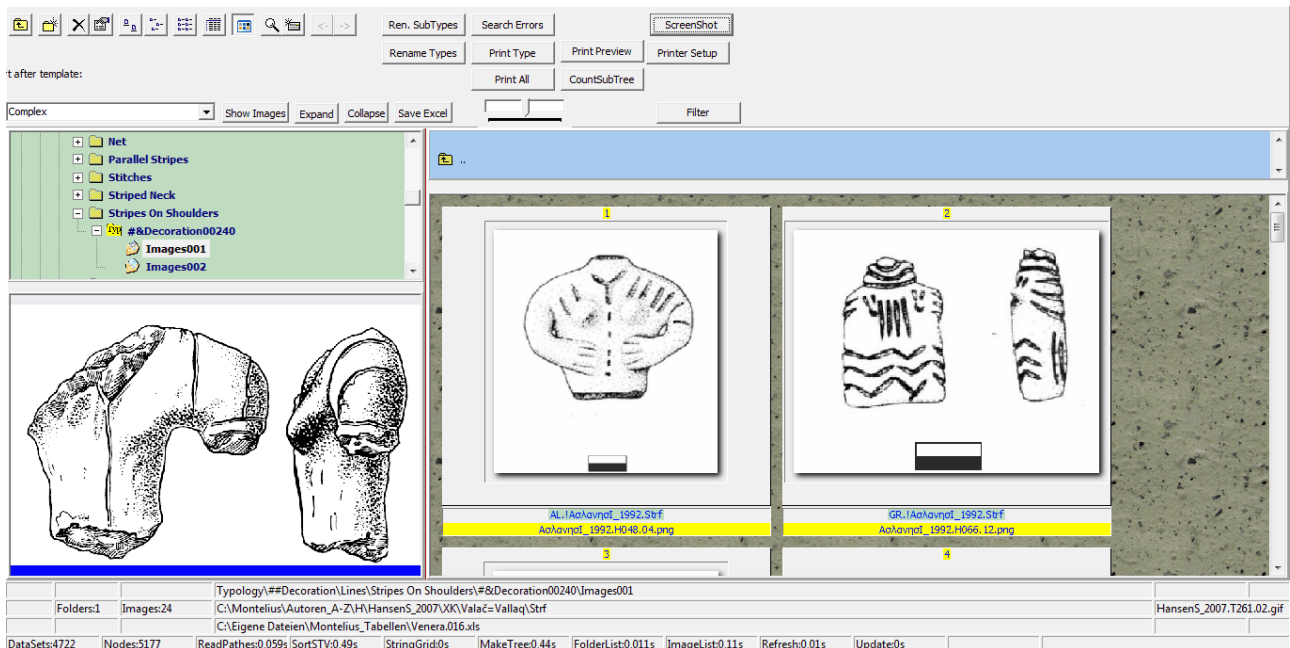 Ren. SubTypes Search Errors ScreenShot
Rename Types Print Type Print Preview Printer Setup
't after template:
Print All CountSubTree
Complex Show Images Expand Collapse Save Excel Filter
Net
Parallel Stripes
Stitches
Striped Neck
Stripes On Shoulders
Typ #&Decoration00240
Images001
Images002
..
1 2
AL.!ΑσλανησΙ_1992.Strf GR.!ΑσλανησΙ_1992.Strf
ΑσλανησΙ_1992.H048.04.png ΑσλανησΙ_1992.H066.12.png
3 4
Typology\##Decoration\Lines\Stripes On Shoulders\#&Decoration00240\Images001
Folders:1 Images:24 C:\Montelius\Autoren_A-Z\H\HansenS_2007\XK\Valač=Vallaq\Strf HansenS_2007.T261.02.gif
C:\Eigene Dateien\Montelius_Tabellen\Venera.016.xls
DataSets:4722 Nodes:5177 ReadPathes:0.059s SortSTV:0.49s StringGrid:0s MakeTree:0.44s FolderList:0.011s ImageList:0.11s Refresh:0.01s Update:0s